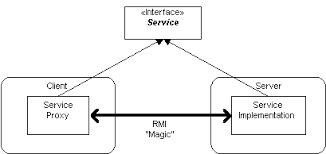 «Interface»
Service
Client
Server
Service
Proxy
Service
Implementation
RMI
"Magic"